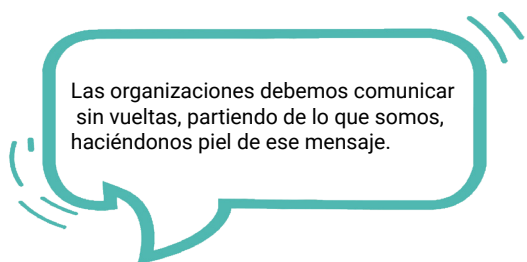 Las organizaciones debemos comunicar
sin vueltas, partiendo de lo que somos,
haciéndonos piel de ese mensaje.